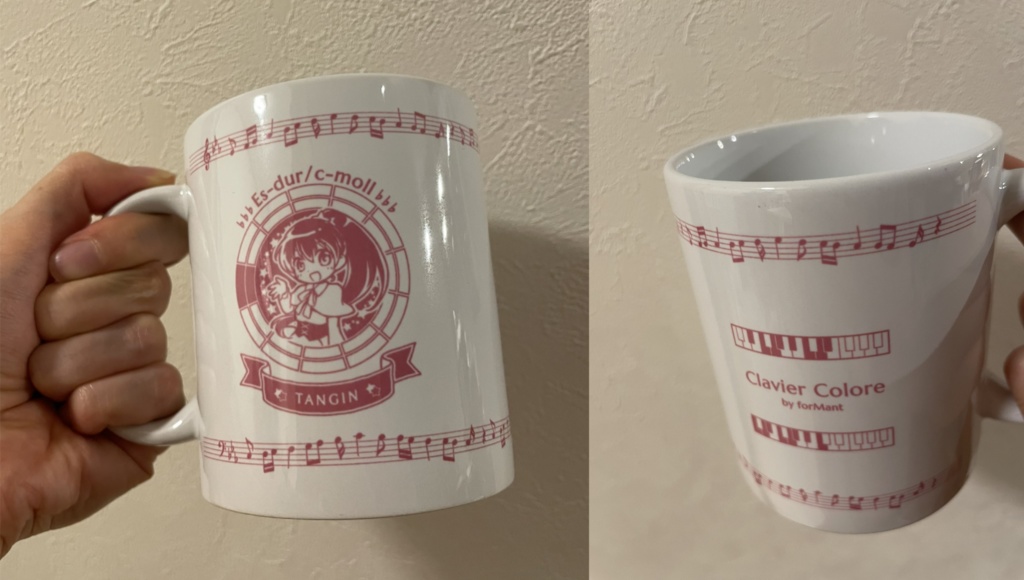 ♭♭♭ Es-dur/c-moll ♭♭♭
TANGIN
Clavier Colore
by forMant